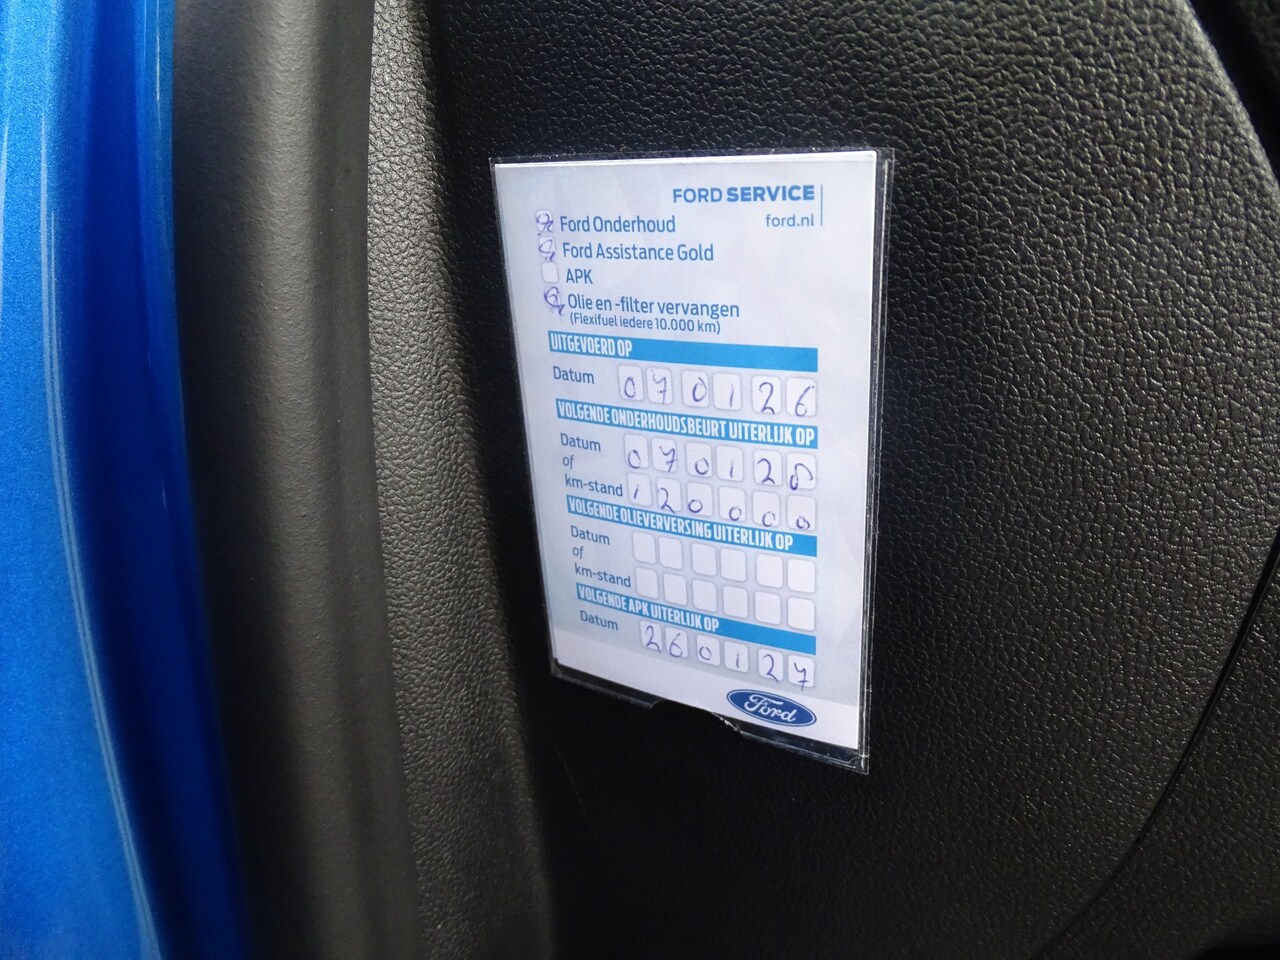 FORD SERVICE
ford.nl
Ford Onderhoud
Ford Assistance Gold
APK
Olie en -filter vervangen
(Flexifuel iedere 10.000 km)
UITGEVOERD OP
Datum 070126
VOLGENDE ONDERHOUDSBEURT UITERLIJK OP
Datum 070128
of
km-stand 120000
VOLGENDE OLIEVERVERSING UITERLIJK OP
Datum
of
km-stand
VOLGENDE APK UITERLIJK OP
Datum 260127
Ford